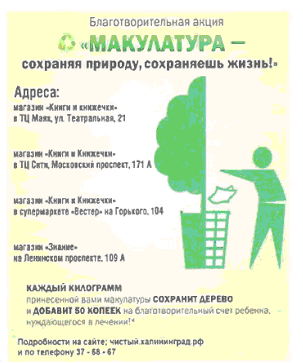 Благотворительная акция
«МАКУЛАТУРА –
сохраняя природу, сохраняешь жизнь!»
Адреса:
магазин «Книги и книжечки»
в ТЦ Маяк, ул. Театральная, 21
магазин «Книги и Книжечки»
в ТЦ Сити, Московский проспект, 171 А
магазин «Книги и Книжечки»
в супермаркете «Вестер» на Горького, 104
магазин «Знание»
на Ленинском проспекте, 109 А
КАЖДЫЙ КИЛОГРАММ
принесенной вами макулатуры СОХРАНИТ ДЕРЕВО
и ДОБАВИТ 50 КОПЕЕК на благотворительный счет ребенка,
нуждающегося в лечении!*
Подробности на сайте; чистый.калининград.рф
и по телефону 37 - 68 - 67